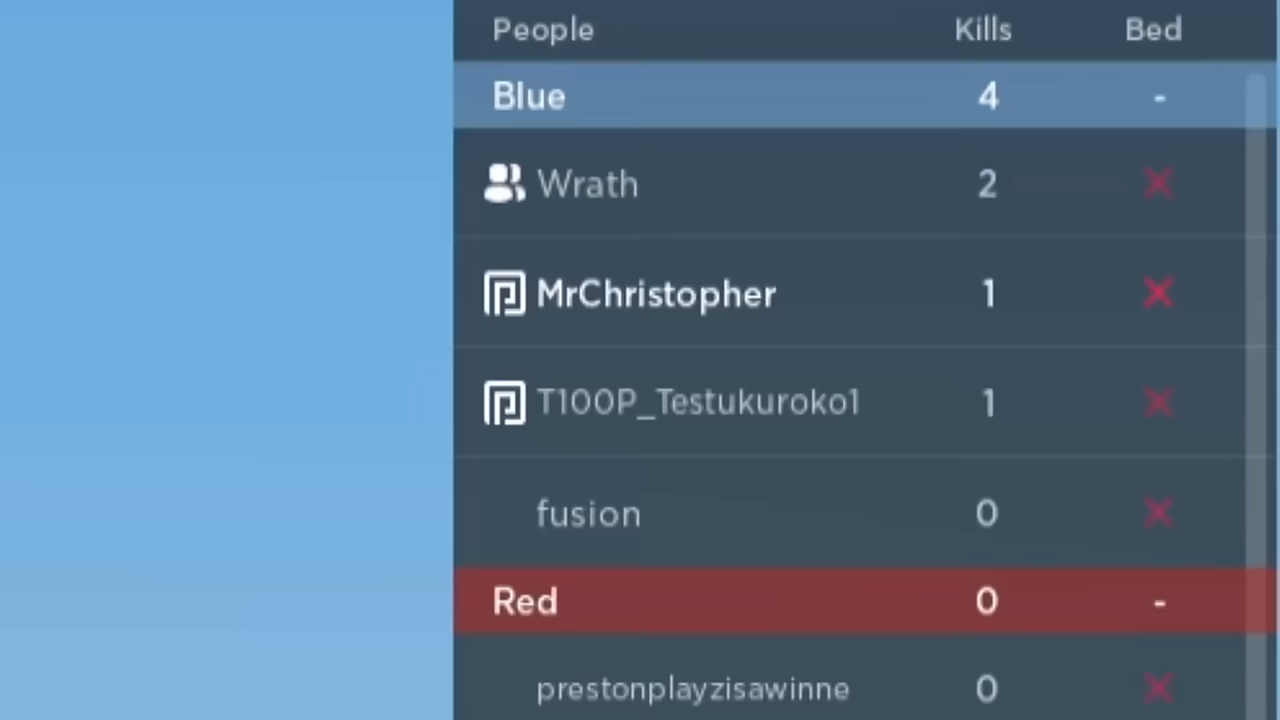 People Kills Bed
Blue 4 -
Wrath 2 ✕
MrChristopher 1 ✕
T100P_Testukuroko1 1 ✕
fusion 0 ✕
Red 0 -
prestonplayzisawinne 0 ✕